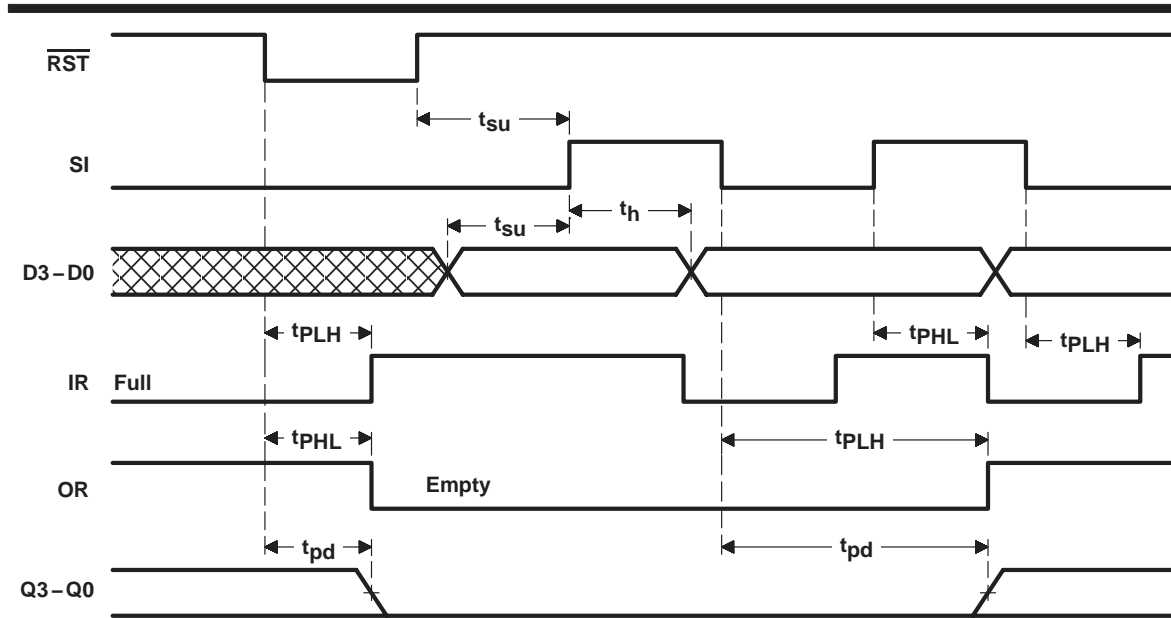 RST
tsu
SI
tsu
th
D3–D0
tPLH
tPHL
tPLH
IR Full
tPHL
tPLH
OR
Empty
tpd
tpd
Q3–Q0